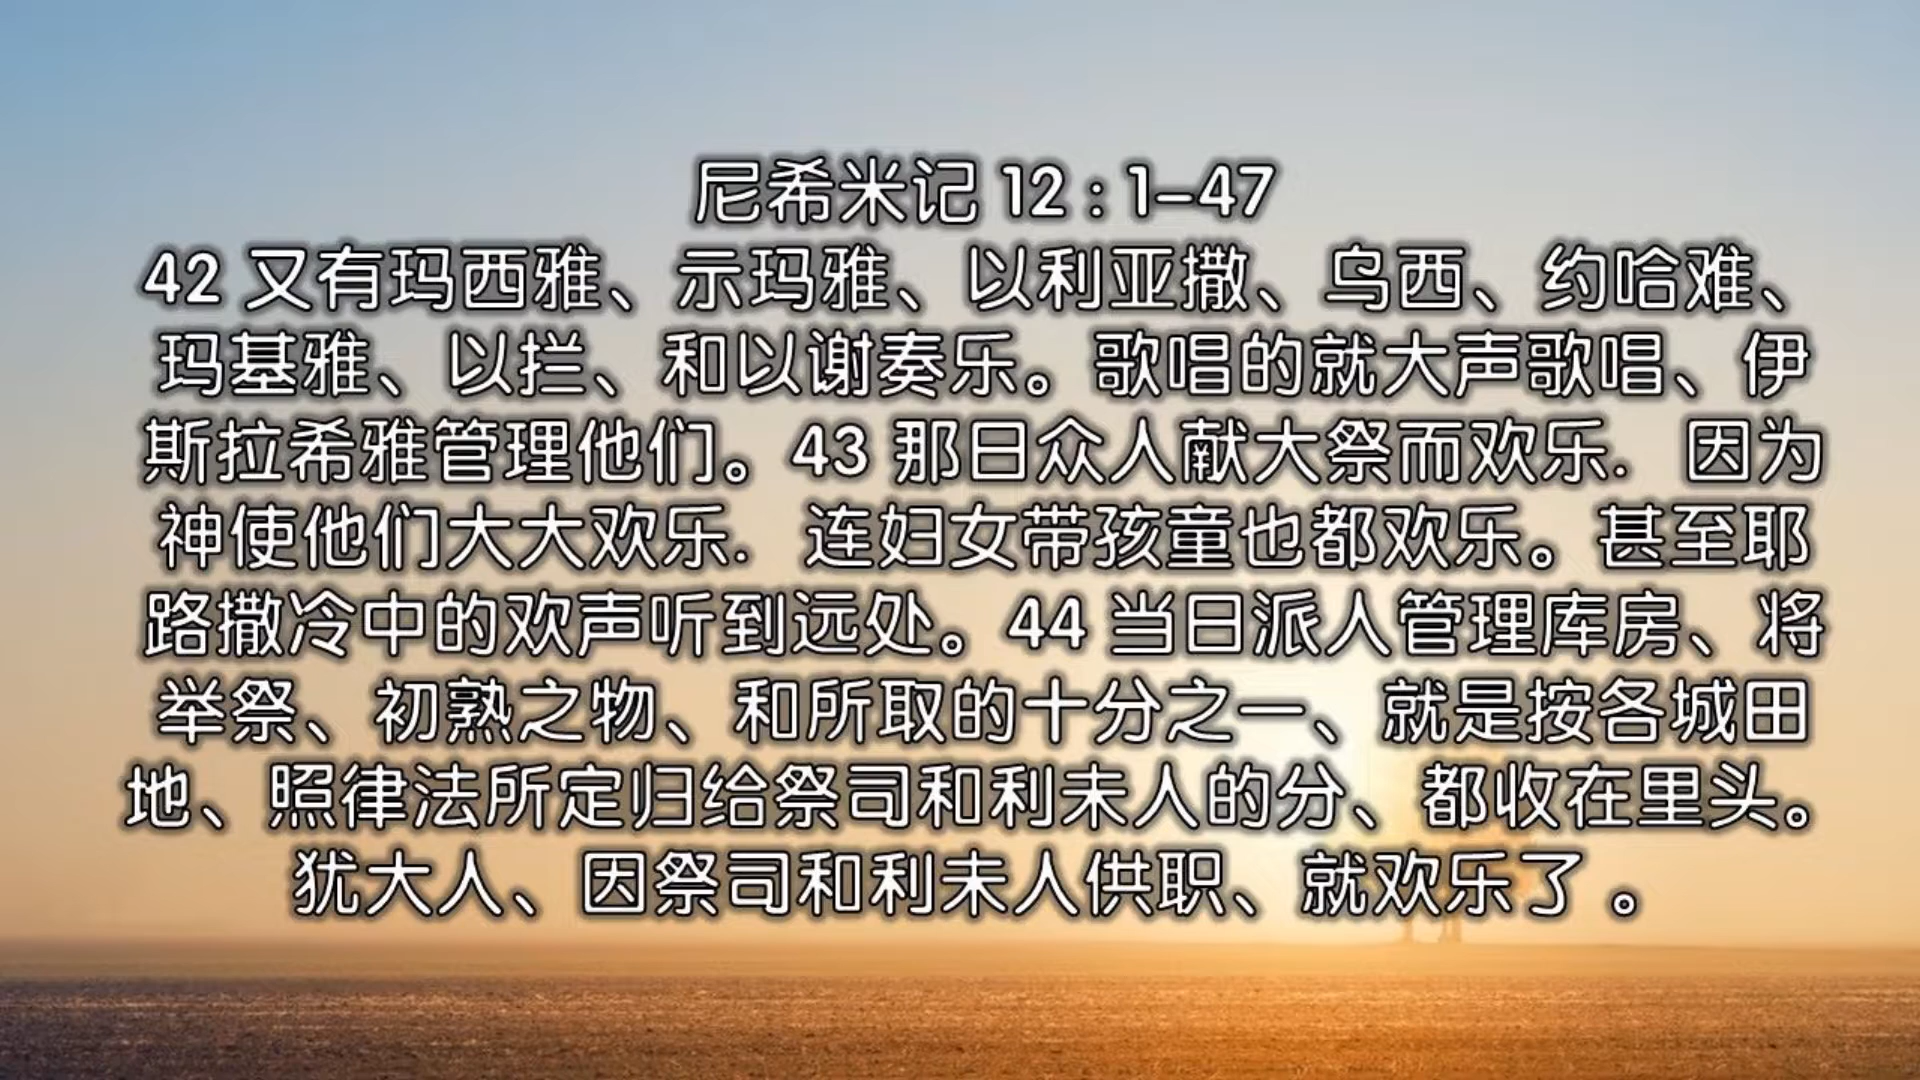 尼希米记 12 : 1-47
42 又有玛西雅、示玛雅、以利亚撒、乌西、约哈难、
玛基雅、以拦、和以谢奏乐。歌唱的就大声歌唱、伊
斯拉希雅管理他们。43 那日众人献大祭而欢乐. 因为
神使他们大大欢乐. 连妇女带孩童也都欢乐。甚至耶
路撒冷中的欢声听到远处。44 当日派人管理库房、将
举祭、初熟之物、和所取的十分之一、就是按各城田
地、照律法所定归给祭司和利未人的分、都收在里头。
犹大人、因祭司和利未人供职、就欢乐了 。